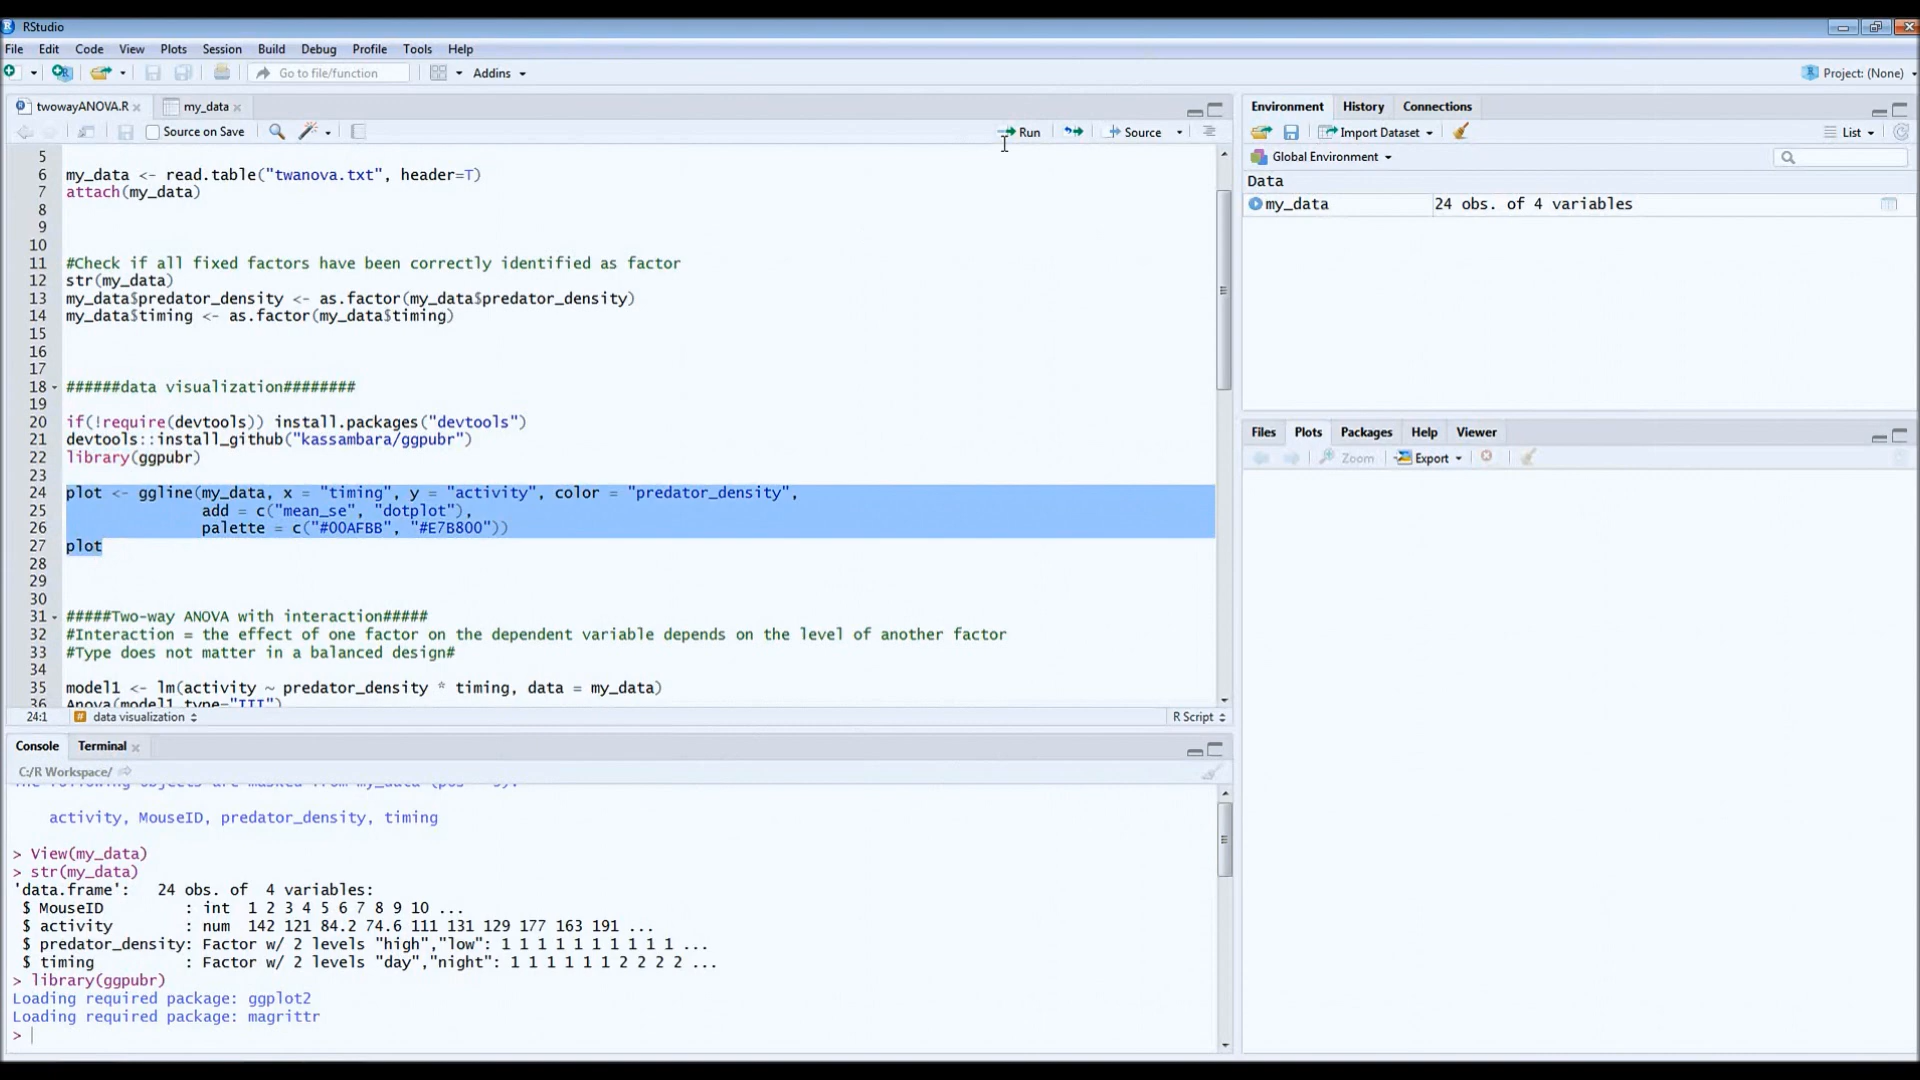 RStudio
File Edit Code View Plots Session Build Debug Profile Tools Help
Go to file/function Addins Project: (None)
twowayANOVA.R my_data
Source on Save Run Source
5
6 my_data <- read.table("twanova.txt", header=T)
7 attach(my_data)
8
9
10
11 #Check if all fixed factors have been correctly identified as factor
12 str(my_data)
13 my_data$predator_density <- as.factor(my_data$predator_density)
14 my_data$timing <- as.factor(my_data$timing)
15
16
17
18 ######data visualization########
19
20 if(!require(devtools)) install.packages("devtools")
21 devtools::install_github("kassambara/ggpubr")
22 library(ggpubr)
23
24 plot <- ggline(my_data, x = "timing", y = "activity", color = "predator_density",
25 add = c("mean_se", "dotplot"),
26 palette = c("#00AFBB", "#E7B800"))
27 plot
28
29
30
31 #####Two-way ANOVA with interaction#####
32 #Interaction = the effect of one factor on the dependent variable depends on the level of another factor
33 #Type does not matter in a balanced design#
34
35 model1 <- lm(activity ~ predator_density * timing, data = my_data)
36 Anova(model1 type="III")
24:1 data visualization R Script
Console Terminal
C:/R Workspace/
The following objects are masked from my_data (pos
activity, MouseID, predator_density, timing
> View(my_data)
> str(my_data)
'data.frame': 24 obs. of 4 variables:
$ MouseID : int 1 2 3 4 5 6 7 8 9 10 ...
$ activity : num 142 121 84.2 74.6 111 131 129 177 163 191 ...
$ predator_density: Factor w/ 2 levels "high","low": 1 1 1 1 1 1 1 1 1 1 ...
$ timing : Factor w/ 2 levels "day","night": 1 1 1 1 1 1 2 2 2 2 ...
> library(ggpubr)
Loading required package: ggplot2
Loading required package: magrittr
>
Environment History Connections
Import Dataset List
Global Environment
Data
my_data 24 obs. of 4 variables
Files Plots Packages Help Viewer
Zoom Export